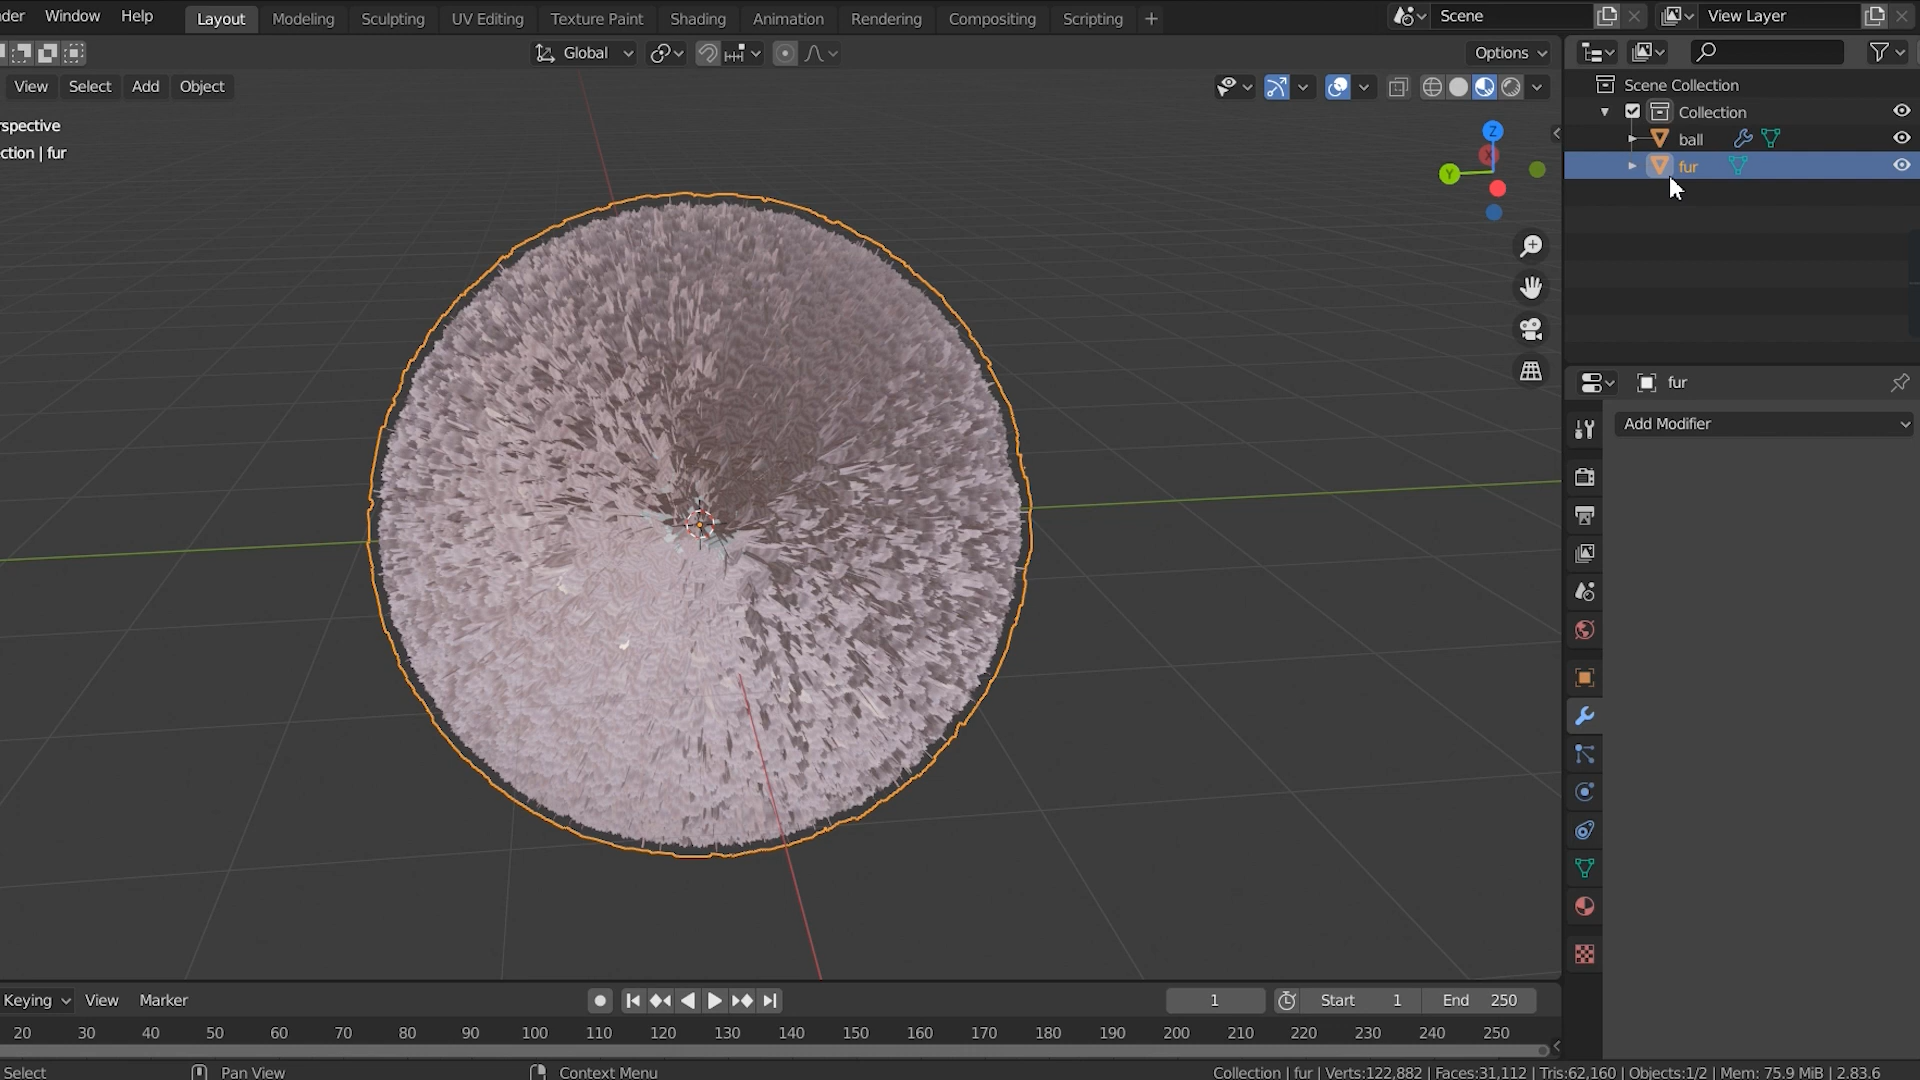 der Window Help Layout Modeling Sculpting UV Editing Texture Paint Shading Animation Rendering Compositing Scripting + Scene View Layer
Global Options
View Select Add Object
Scene Collection
rspective
Collection
ction | fur
ball
fur
Z
X
Y
fur
Add Modifier
Keying View Marker 1 Start 1 End 250
20 30 40 50 60 70 80 90 100 110 120 130 140 150 160 170 180 190 200 210 220 230 240 250
Select Pan View Context Menu Collection | fur | Verts:122,882 | Faces:31,112 | Tris:62,160 | Objects:1/2 | Mem: 75.9 MiB | 2.83.6